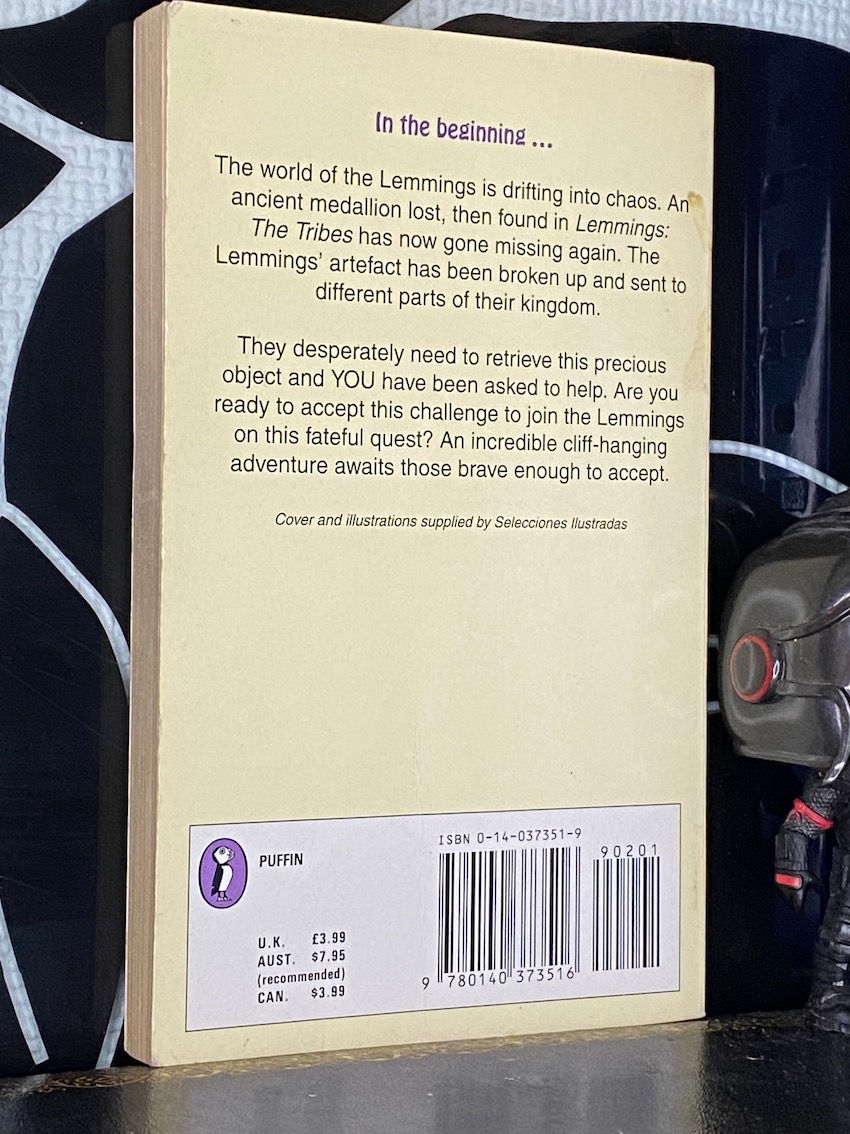 In the beginning ...
The world of the Lemmings is drifting into chaos. An
ancient medallion lost, then found in Lemmings:
The Tribes has now gone missing again. The
Lemmings' artefact has been broken up and sent to
different parts of their kingdom.
They desperately need to retrieve this precious
object and YOU have been asked to help. Are you
ready to accept this challenge to join the Lemmings
on this fateful quest? An incredible cliff-hanging
adventure awaits those brave enough to accept.
Cover and illustrations supplied by Selecciones Ilustradas
PUFFIN
U.K. £3.99
AUST. $7.95
(recommended)
CAN. $3.99
ISBN 0-14-037351-9
90201
9 780140 373516